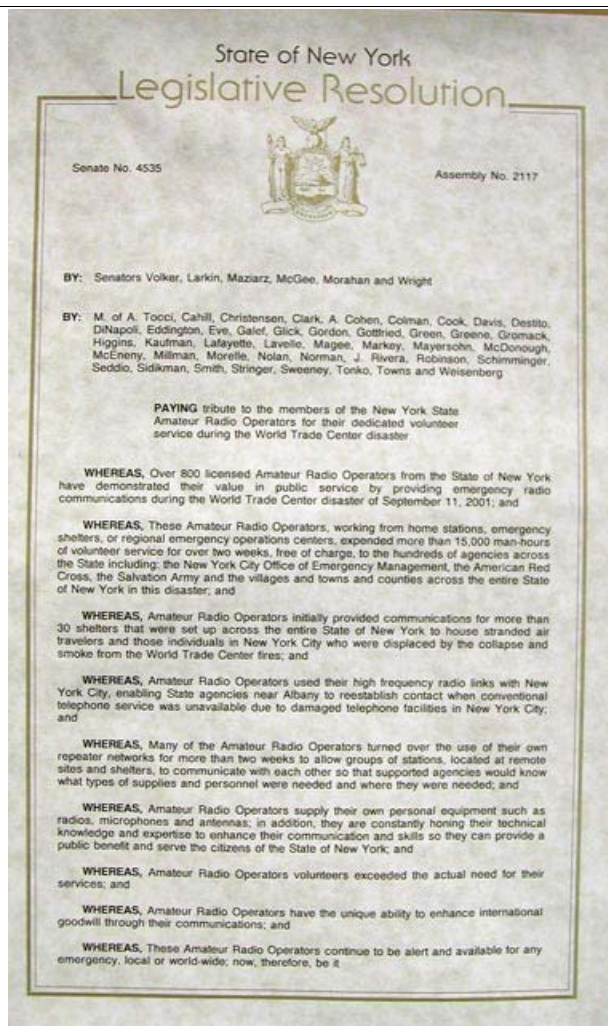 State of New York
Legislative Resolution
Senate No. 4535
Assembly No. 2117
BY: Senators Volker, Larkin, Maziarz, McGee, Morahan and Wright
BY: M. of A. Tocci, Cahill, Christensen, Clark, A. Cohen, Colman, Cook, Davis, Destito,
DiNapoli, Eddington, Eve, Galef, Glick, Gordon, Gottfried, Green, Greene, Gromack,
Higgins, Kaufman, Lafayette, Lavelle, Magee, Markey, Mayersohn, McDonough,
McEneny, Millman, Morelle, Nolan, Norman, J. Rivera, Robinson, Schimminger,
Seddio, Sidikman, Smith, Stringer, Sweeney, Tonko, Towns and Weisenberg
PAYING tribute to the members of the New York State
Amateur Radio Operators for their dedicated volunteer
service during the World Trade Center disaster
WHEREAS, Over 800 licensed Amateur Radio Operators from the State of New York
have demonstrated their value in public service by providing emergency radio
communications during the World Trade Center disaster of September 11, 2001; and
WHEREAS, These Amateur Radio Operators, working from home stations, emergency
shelters, or regional emergency operations centers, expended more than 15,000 man-hours
of volunteer service for over two weeks, free of charge, to the hundreds of agencies across
the State including: the New York City Office of Emergency Management, the American Red
Cross, the Salvation Army and the villages and towns and counties across the entire State
of New York in this disaster; and
WHEREAS, Amateur Radio Operators initially provided communications for more than
30 shelters that were set up across the entire State of New York to house stranded air
travelers and those individuals in New York City who were displaced by the collapse and
smoke from the World Trade Center fires; and
WHEREAS, Amateur Radio Operators used their high frequency radio links with New
York City, enabling State agencies near Albany to reestablish contact when conventional
telephone service was unavailable due to damaged telephone facilities in New York City;
and
WHEREAS, Many of the Amateur Radio Operators turned over the use of their own
repeater networks for more than two weeks to allow groups of stations, located at remote
sites and shelters, to communicate with each other so that supported agencies would know
what types of supplies and personnel were needed and where they were needed; and
WHEREAS, Amateur Radio Operators supply their own personal equipment such as
radios, microphones and antennas; in addition, they are constantly honing their technical
knowledge and expertise to enhance their communication and skills so they can provide a
public benefit and serve the citizens of the State of New York; and
WHEREAS, Amateur Radio Operators volunteers exceeded the actual need for their
services; and
WHEREAS, Amateur Radio Operators have the unique ability to enhance international
goodwill through their communications; and
WHEREAS, These Amateur Radio Operators continue to be alert and available for any
emergency, local or world-wide; now, therefore, be it